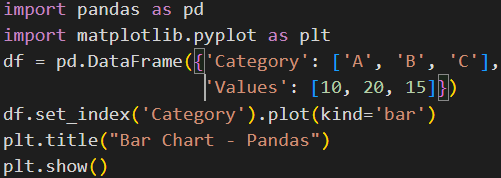 import pandas as pd
import matplotlib.pyplot as plt
df = pd.DataFrame({'Category': ['A', 'B', 'C'],
'Values': [10, 20, 15]})
df.set_index('Category').plot(kind='bar')
plt.title("Bar Chart - Pandas")
plt.show()